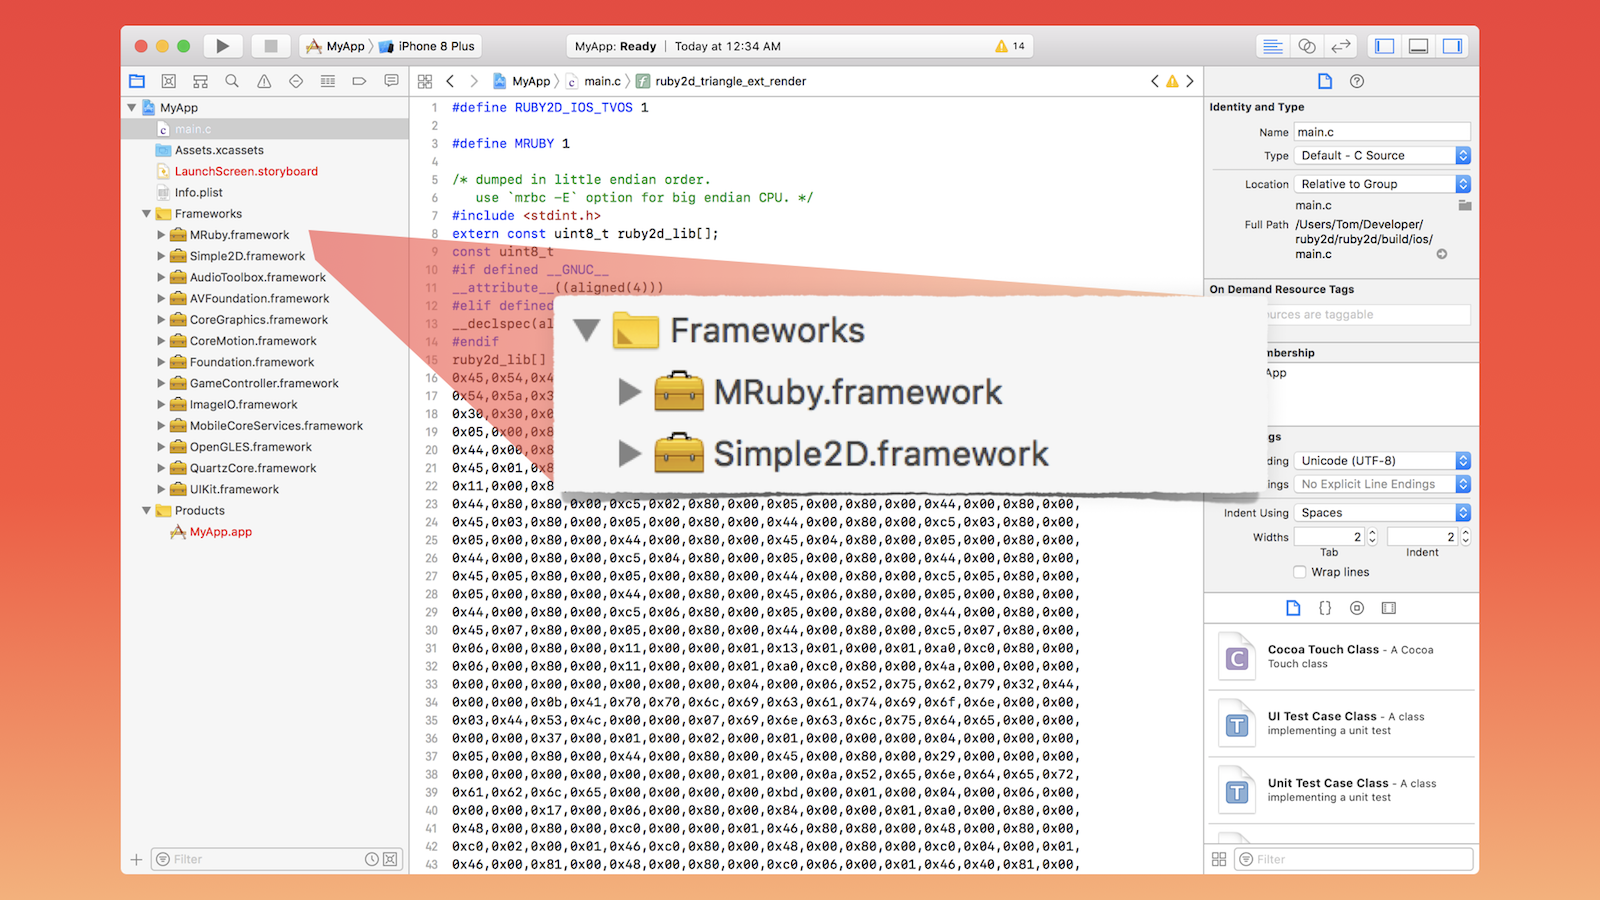 MyApp
iPhone 8 Plus
MyApp: Ready | Today at 12:34 AM
14
MyApp
main.c
ruby2d_triangle_ext_render
MyApp
main.c
Assets.xcassets
LaunchScreen.storyboard
Info.plist
Frameworks
MRuby.framework
Simple2D.framework
AudioToolbox.framework
AVFoundation.framework
CoreGraphics.framework
CoreMotion.framework
Foundation.framework
GameController.framework
ImageIO.framework
MobileCoreServices.framework
OpenGLES.framework
QuartzCore.framework
UIKit.framework
Products
MyApp.app
Filter
1 #define RUBY2D_IOS_TVOS 1
2
3 #define MRUBY 1
4
5 /* dumped in little endian order.
6 use `mrbc -E` option for big endian CPU. */
7 #include <stdint.h>
8 extern const uint8_t ruby2d_lib[];
9 const uint8_t
10 #if defined __GNUC__
11 __attribute__((aligned(4)))
12 #elif defined
13 __declspec(al
14 #endif
15 ruby2d_lib[]
16 0x45,0x54,0x4
17 0x54,0x5a,0x3
18 0x30,0x30,0x0
19 0x05,0x00,0x8
20 0x44,0x00,0x8
21 0x45,0x01,0x8
22 0x11,0x00,0x8
23 0x44,0x80,0x80,0x00,0xc5,0x02,0x80,0x00,0x05,0x00,0x80,0x00,0x44,0x00,0x80,0x00,
24 0x45,0x03,0x80,0x00,0x05,0x00,0x80,0x00,0x44,0x00,0x80,0x00,0xc5,0x03,0x80,0x00,
25 0x05,0x00,0x80,0x00,0x44,0x00,0x80,0x00,0x45,0x04,0x80,0x00,0x05,0x00,0x80,0x00,
26 0x44,0x00,0x80,0x00,0xc5,0x04,0x80,0x00,0x05,0x00,0x80,0x00,0x44,0x00,0x80,0x00,
27 0x45,0x05,0x80,0x00,0x05,0x00,0x80,0x00,0x44,0x00,0x80,0x00,0xc5,0x05,0x80,0x00,
28 0x05,0x00,0x80,0x00,0x44,0x00,0x80,0x00,0x45,0x06,0x80,0x00,0x05,0x00,0x80,0x00,
29 0x44,0x00,0x80,0x00,0xc5,0x06,0x80,0x00,0x05,0x00,0x80,0x00,0x44,0x00,0x80,0x00,
30 0x45,0x07,0x80,0x00,0x05,0x00,0x80,0x00,0x44,0x00,0x80,0x00,0xc5,0x07,0x80,0x00,
31 0x06,0x00,0x80,0x00,0x11,0x00,0x00,0x01,0x13,0x01,0x00,0x01,0xa0,0xc0,0x80,0x00,
32 0x06,0x00,0x80,0x00,0x11,0x00,0x00,0x01,0xa0,0xc0,0x80,0x00,0x4a,0x00,0x00,0x00,
33 0x00,0x00,0x00,0x00,0x00,0x00,0x00,0x04,0x00,0x06,0x52,0x75,0x62,0x79,0x32,0x44,
34 0x00,0x00,0x0b,0x41,0x70,0x70,0x6c,0x69,0x63,0x61,0x74,0x69,0x6f,0x6e,0x00,0x00,
35 0x03,0x44,0x53,0x4c,0x00,0x00,0x07,0x69,0x6e,0x63,0x6c,0x75,0x64,0x65,0x00,0x00,
36 0x00,0x00,0x37,0x00,0x01,0x00,0x02,0x00,0x01,0x00,0x00,0x00,0x04,0x00,0x00,0x00,
37 0x05,0x00,0x80,0x00,0x44,0x00,0x80,0x00,0x45,0x00,0x80,0x00,0x29,0x00,0x00,0x00,
38 0x00,0x00,0x00,0x00,0x00,0x00,0x00,0x01,0x00,0x0a,0x52,0x65,0x6e,0x64,0x65,0x72,
39 0x61,0x62,0x6c,0x65,0x00,0x00,0x00,0x00,0xbd,0x00,0x01,0x00,0x04,0x00,0x06,0x00,
40 0x00,0x00,0x17,0x00,0x06,0x00,0x80,0x00,0x84,0x00,0x00,0x01,0xa0,0x00,0x80,0x00,
41 0x48,0x00,0x80,0x00,0xc0,0x00,0x00,0x01,0x46,0x80,0x80,0x00,0x48,0x00,0x80,0x00,
42 0xc0,0x02,0x00,0x01,0x46,0xc0,0x80,0x00,0x48,0x00,0x80,0x00,0xc0,0x04,0x00,0x01,
43 0x46,0x00,0x81,0x00,0x48,0x00,0x80,0x00,0xc0,0x06,0x00,0x01,0x46,0x40,0x81,0x00,
Frameworks
MRuby.framework
Simple2D.framework
Identity and Type
Name main.c
Type Default - C Source
Location Relative to Group
main.c
Full Path /Users/Tom/Developer/
ruby2d/ruby2d/build/ios/
main.c
On Demand Resource Tags
ources are taggable
mbership
App
gs
ding Unicode (UTF-8)
ings No Explicit Line Endings
Indent Using Spaces
Widths 2 2
Tab Indent
Wrap lines
C
Cocoa Touch Class - A Cocoa
Touch class
T
UI Test Case Class - A class
implementing a unit test
T
Unit Test Case Class - A class
implementing a unit test
Filter